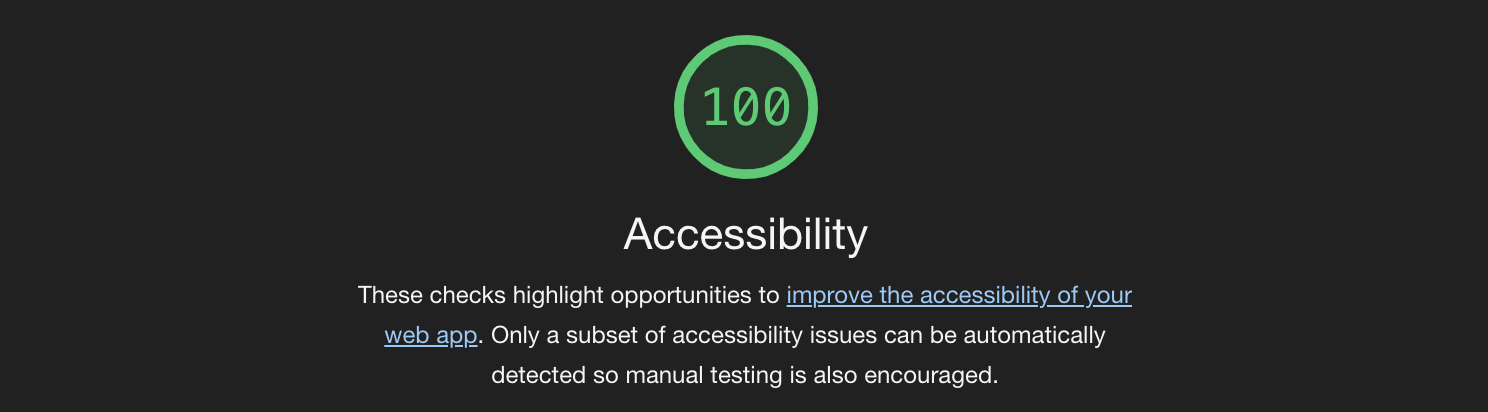 100
Accessibility
These checks highlight opportunities to improve the accessibility of your
web app. Only a subset of accessibility issues can be automatically
detected so manual testing is also encouraged.